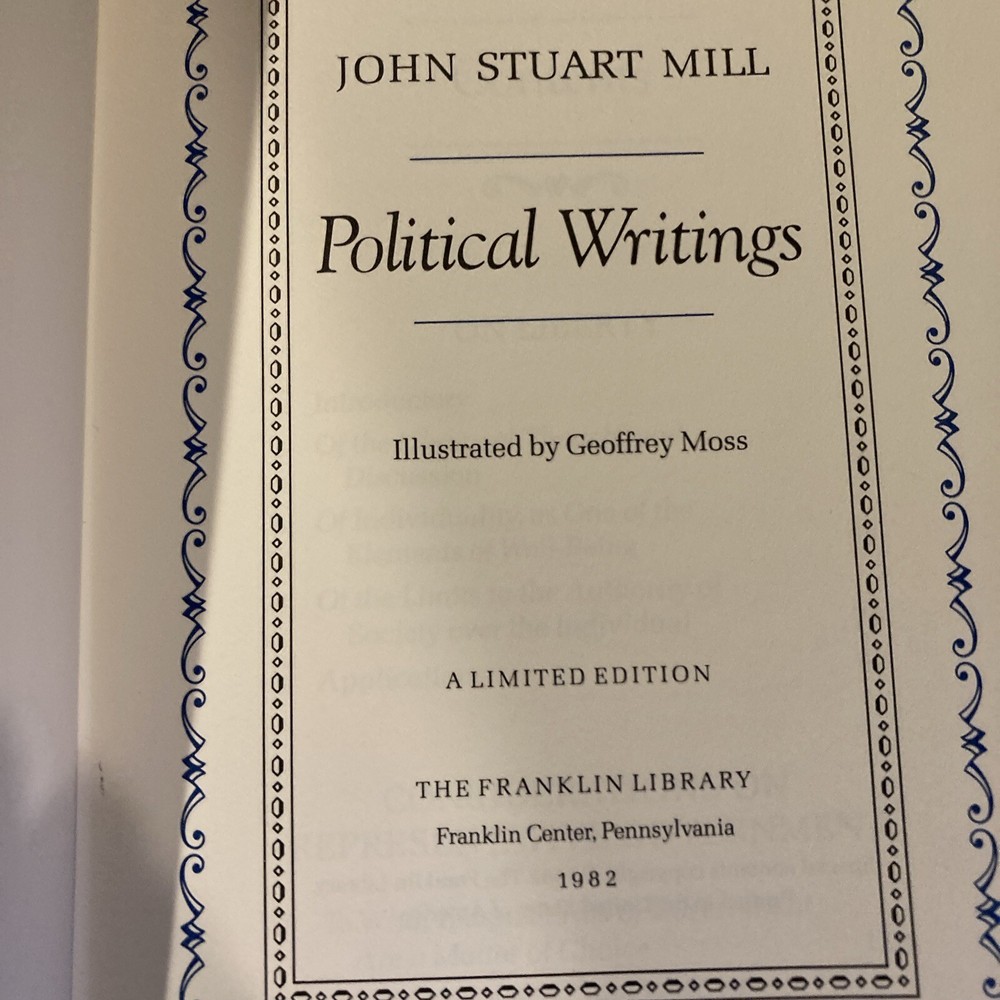 JOHN STUART MILL
Political Writings
Illustrated by Geoffrey Moss
A LIMITED EDITION
THE FRANKLIN LIBRARY
Franklin Center, Pennsylvania
1982